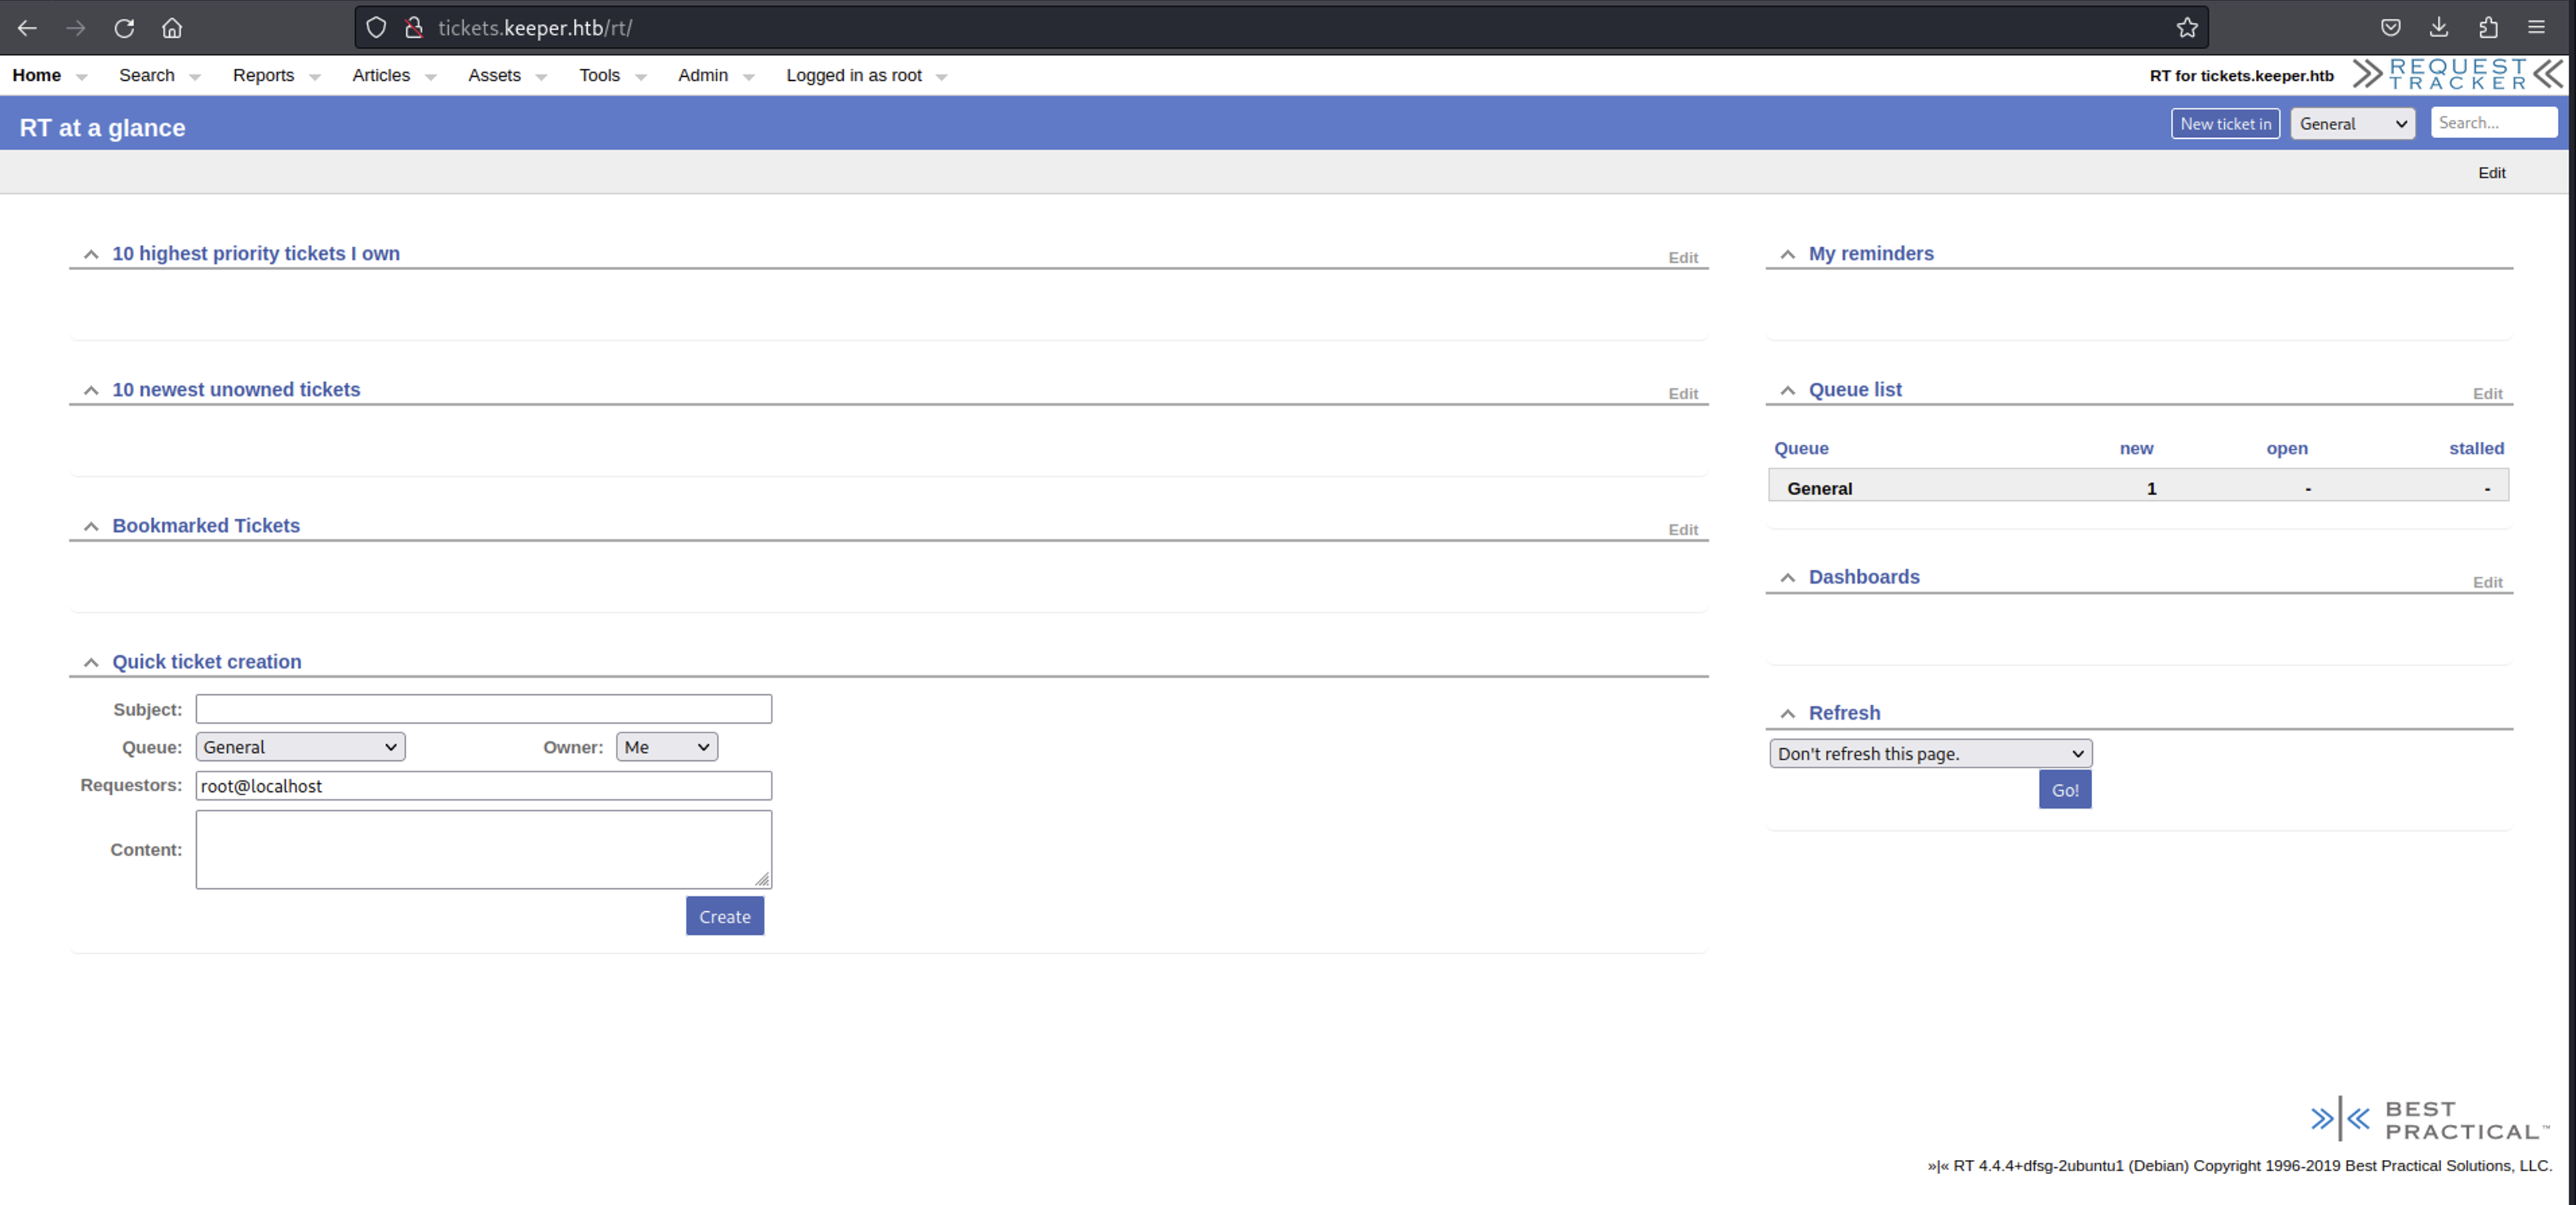 tickets.keeper.htb/rt/
Home Search Reports Articles Assets Tools Admin Logged in as root RT for tickets.keeper.htb REQUEST TRACKER
RT at a glance New ticket in General Search...
Edit
10 highest priority tickets I own Edit
10 newest unowned tickets Edit
Bookmarked Tickets Edit
Quick ticket creation
Subject:
Queue: General Owner: Me
Requestors: root@localhost
Content:
Create
My reminders
Queue list Edit
Queue new open stalled
General 1 - -
Dashboards Edit
Refresh
Don't refresh this page.
Go!
»|« BEST PRACTICAL™
»|« RT 4.4.4+dfsg-2ubuntu1 (Debian) Copyright 1996-2019 Best Practical Solutions, LLC.